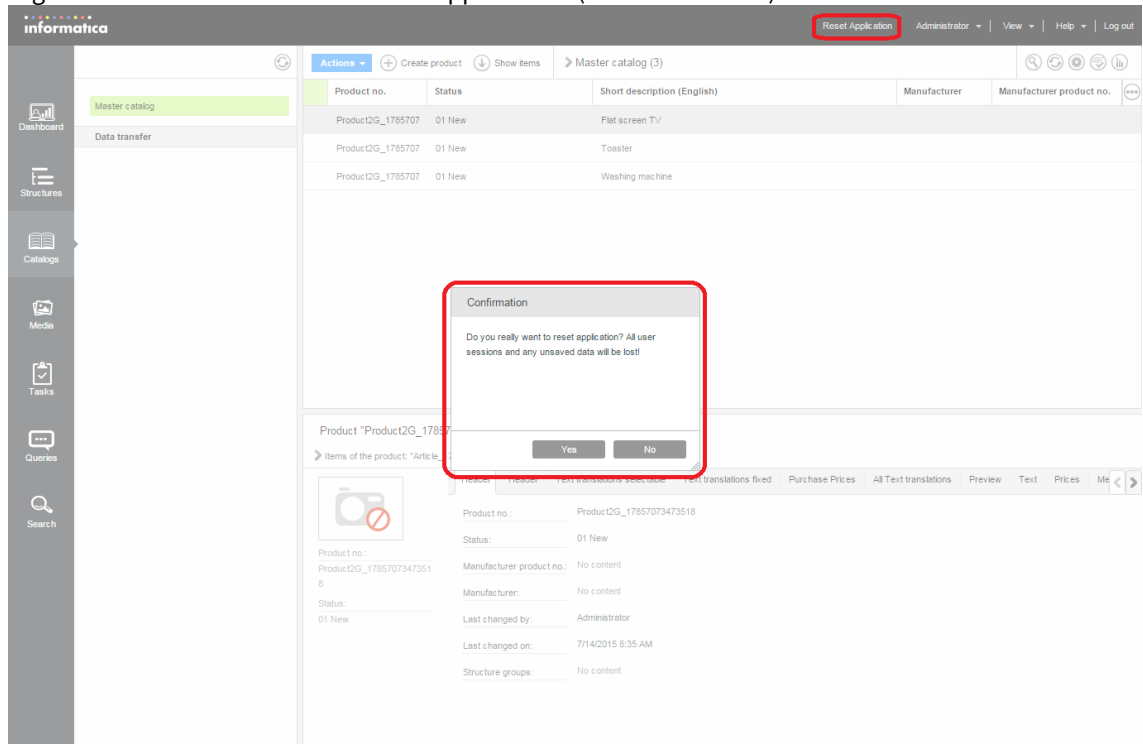 informatica
Reset Application Administrator View Help Log out
Actions Create product Show items Master catalog (3)
Product no. Status Short description (English) Manufacturer Manufacturer product no.
Master catalog
Data transfer
Product2G_1785707 01 New Flat screen TV
Product2G_1785707 01 New Toaster
Product2G_1785707 01 New Washing machine
Dashboard
Structures
Catalogs
Media
Tasks
Queries
Search
Confirmation
Do you really want to reset application? All user
sessions and any unsaved data will be lost!
Yes No
Product "Product2G_17857
Items of the product: "Article_
Header Header Text translations selectable Text translations fixed Purchase Prices All Text translations Preview Text Prices Me
Product no.:
Product2G_1785707347351
8
Status:
01 New
Product no.: Product2G_17857073473518
Status: 01 New
Manufacturer product no.: No content
Manufacturer: No content
Last changed by: Administrator
Last changed on: 7/14/2015 8:35 AM
Structure groups: No content